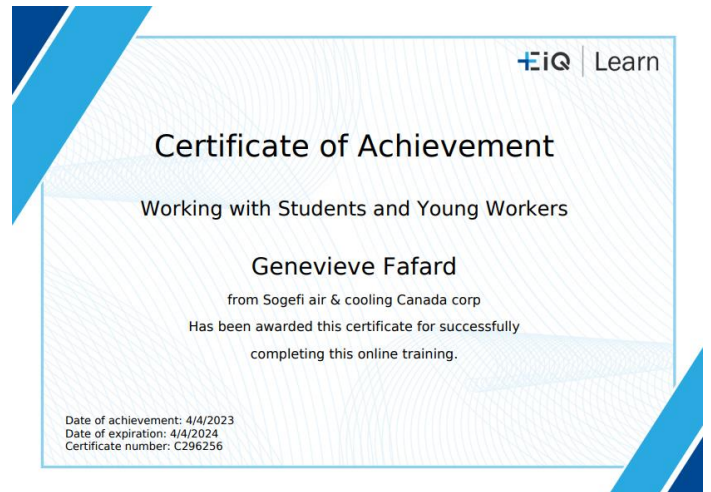 EiQ | Learn
Certificate of Achievement
Working with Students and Young Workers
Genevieve Fafard
from Sogefi air & cooling Canada corp
Has been awarded this certificate for successfully
completing this online training.
Date of achievement: 4/4/2023
Date of expiration: 4/4/2024
Certificate number: C296256